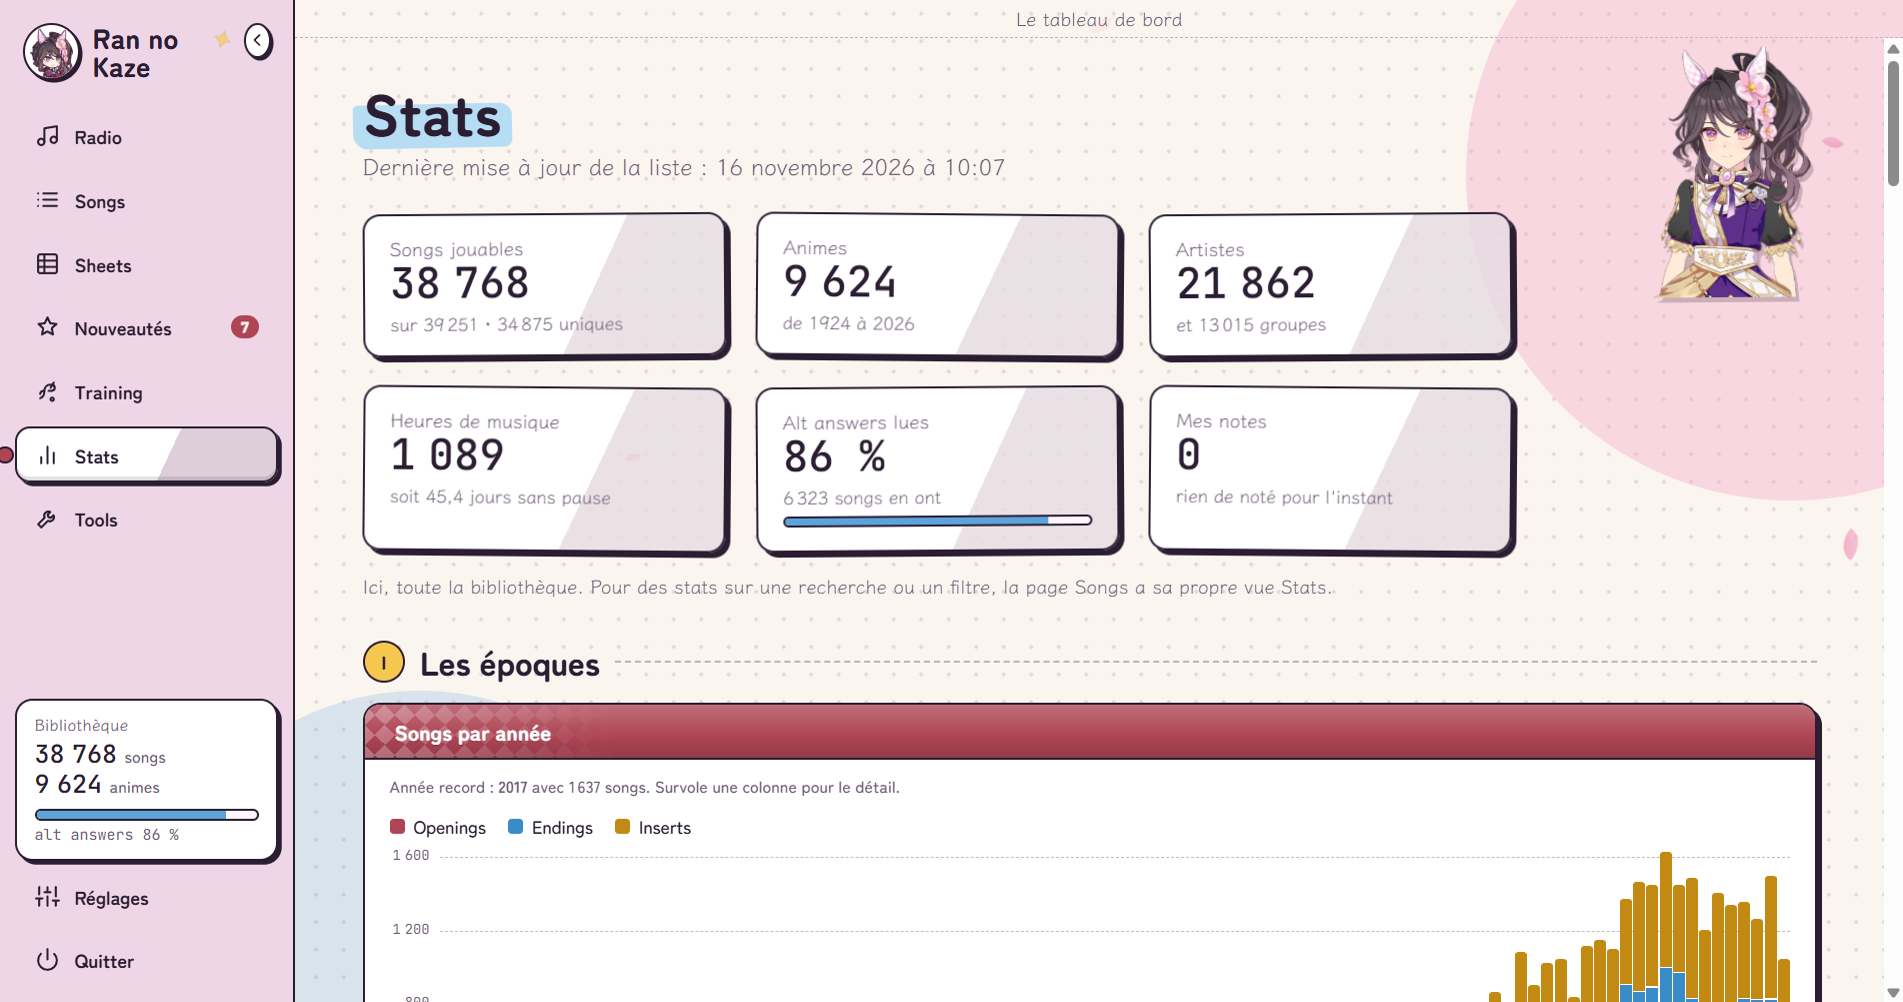 Ran no
Kaze
Radio
Songs
Sheets
Nouveautés
7
Training
Stats
Tools
Bibliothèque
38 768 songs
9 624 animes
alt answers 86 %
Réglages
Quitter
Le tableau de bord
Stats
Dernière mise à jour de la liste : 16 novembre 2026 à 10:07
Songs jouables
38 768
sur 39 251 · 34 875 uniques
Animes
9 624
de 1924 à 2026
Artistes
21 862
et 13 015 groupes
Heures de musique
1 089
soit 45,4 jours sans pause
Alt answers lues
86 %
6 323 songs en ont
Mes notes
0
rien de noté pour l'instant
Ici, toute la bibliothèque. Pour des stats sur une recherche ou un filtre, la page Songs a sa propre vue Stats.
I
Les époques
Songs par année
Année record : 2017 avec 1 637 songs. Survole une colonne pour le détail.
Openings
Endings
Inserts
1 600
1 200
800